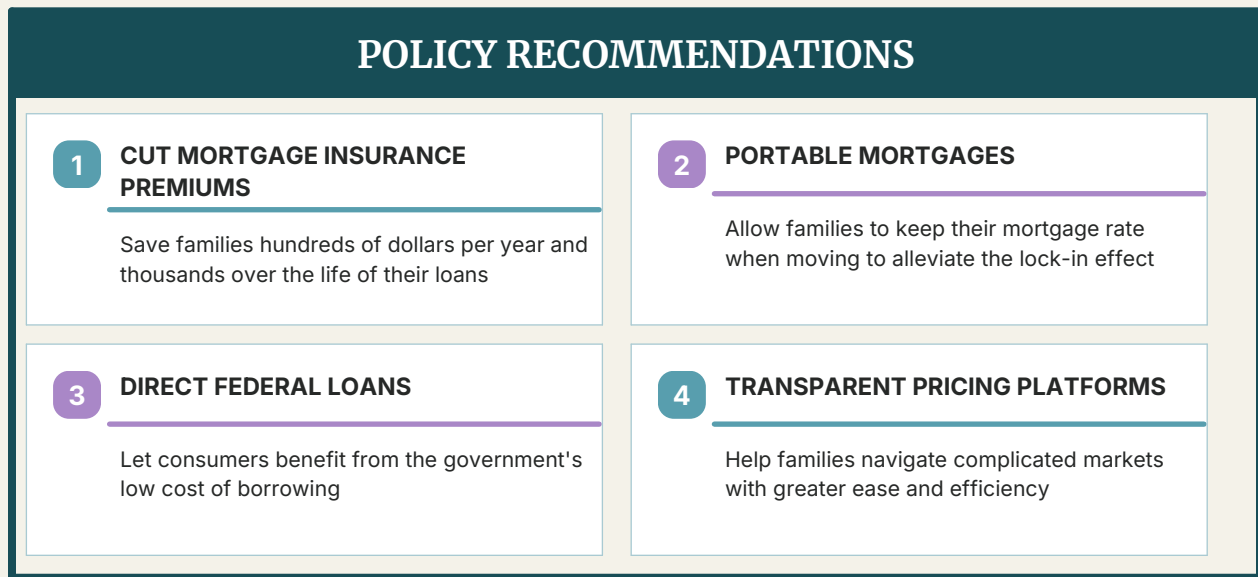 POLICY RECOMMENDATIONS
1
CUT MORTGAGE INSURANCE
PREMIUMS
Save families hundreds of dollars per year and
thousands over the life of their loans
2
PORTABLE MORTGAGES
Allow families to keep their mortgage rate
when moving to alleviate the lock-in effect
3
DIRECT FEDERAL LOANS
Let consumers benefit from the government's
low cost of borrowing
4
TRANSPARENT PRICING PLATFORMS
Help families navigate complicated markets
with greater ease and efficiency